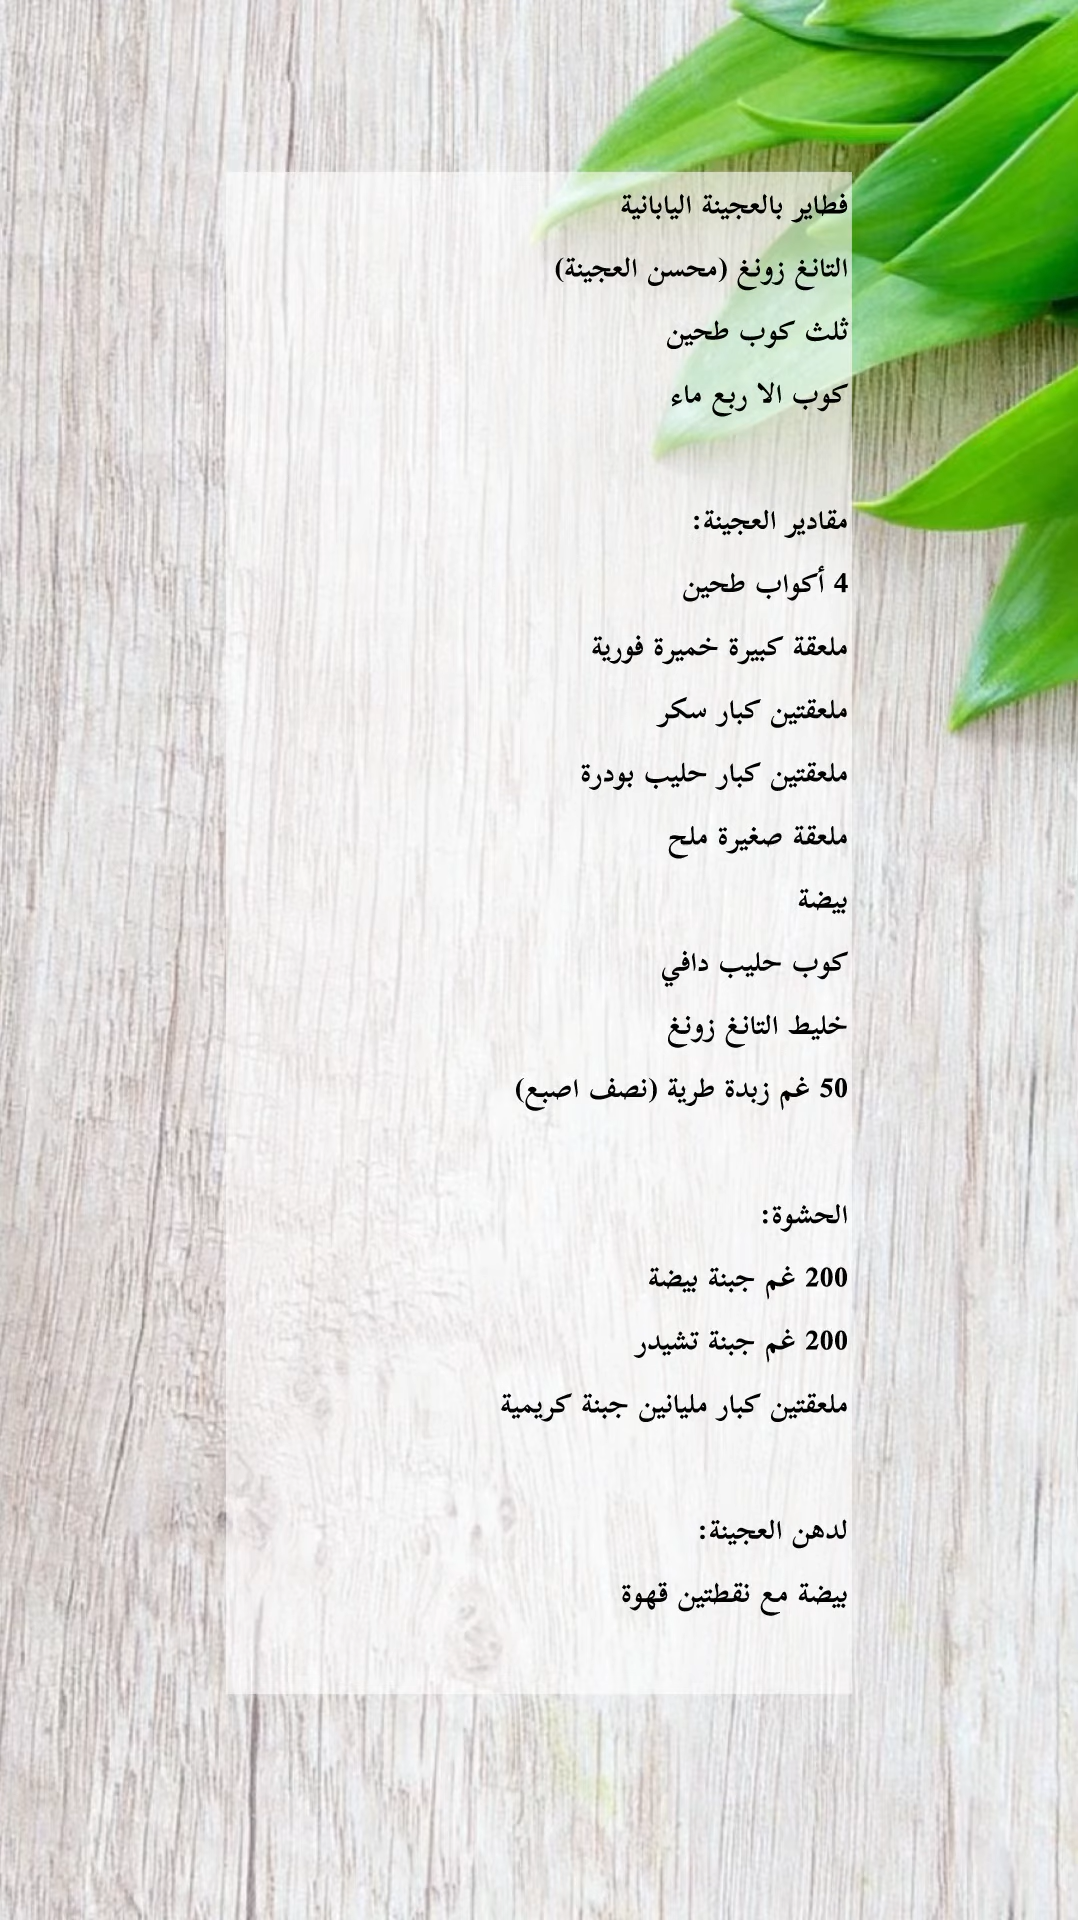 فطاير بالعجينة اليابانية
التانغ زونغ (محسن العجينة)
ثلث كوب طحين
كوب الا ربع ماء
مقادير العجينة:
4 أكواب طحين
ملعقة كبيرة خميرة فورية
ملعقتين كبار سكر
ملعقتين كبار حليب بودرة
ملعقة صغيرة ملح
بيضة
كوب حليب دافي
خليط التانغ زونغ
50 غم زبدة طرية (نصف اصبع)
الحشوة:
200 غم جبنة بيضة
200 غم جبنة تشيدر
ملعقتين كبار مليانين جبنة كريمية
لدهن العجينة:
بيضة مع نقطتين قهوة